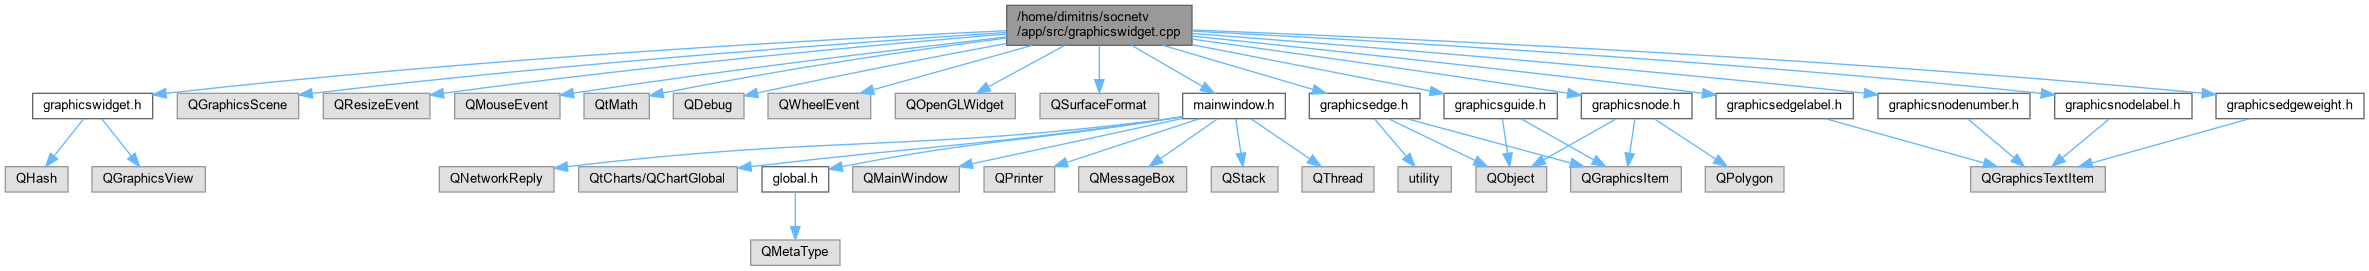 /home/dimitris/socnetv
/app/src/graphicswidget.cpp
graphicswidget.h
QGraphicsScene
QResizeEvent
QMouseEvent
QtMath
QDebug
QWheelEvent
QOpenGLWidget
QSurfaceFormat
mainwindow.h
graphicsedge.h
graphicsguide.h
graphicsnode.h
graphicsedgelabel.h
graphicsnodenumber.h
graphicsnodelabel.h
graphicsedgeweight.h
QHash
QGraphicsView
QNetworkReply
QtCharts/QChartGlobal
global.h
QMainWindow
QPrinter
QMessageBox
QStack
QThread
utility
QObject
QGraphicsItem
QPolygon
QGraphicsTextItem
QMetaType